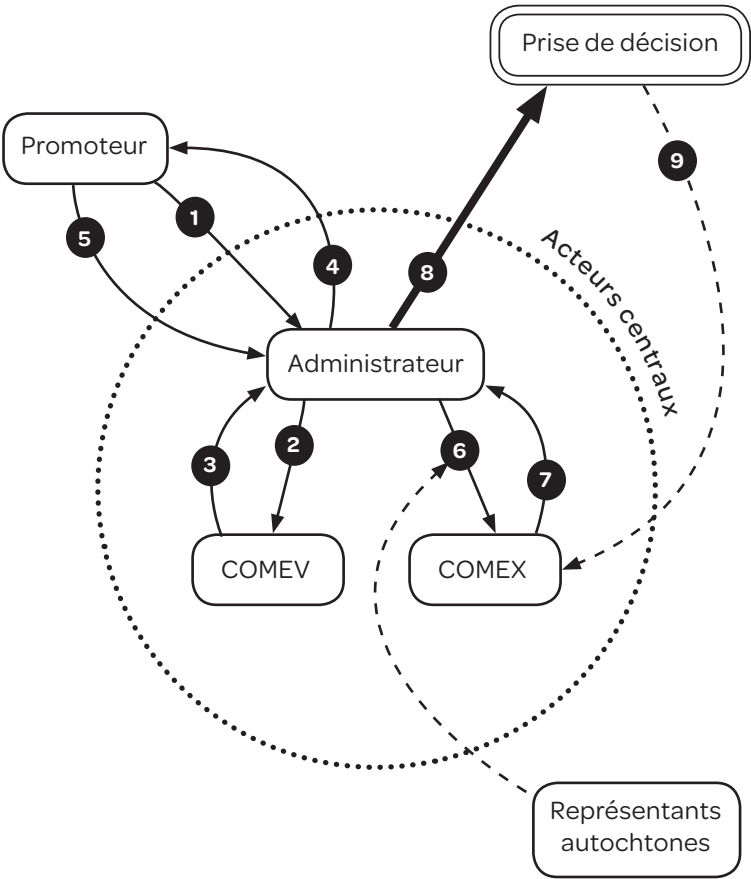 Prise de décision
Promoteur
9
1
5
4
8
Acteurs centraux
Administrateur
2
6
3
7
COMEV
COMEX
Représentants
autochtones